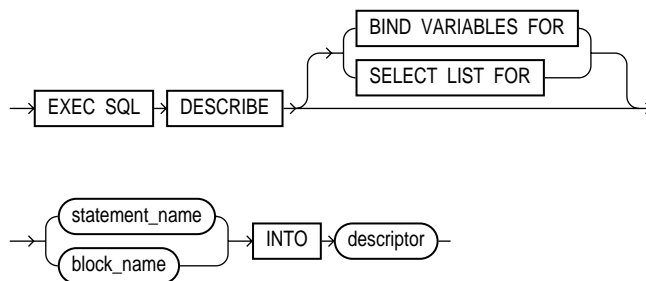 BIND VARIABLES FOR
SELECT LIST FOR
EXEC SQL DESCRIBE
statement_name
block_name
INTO descriptor